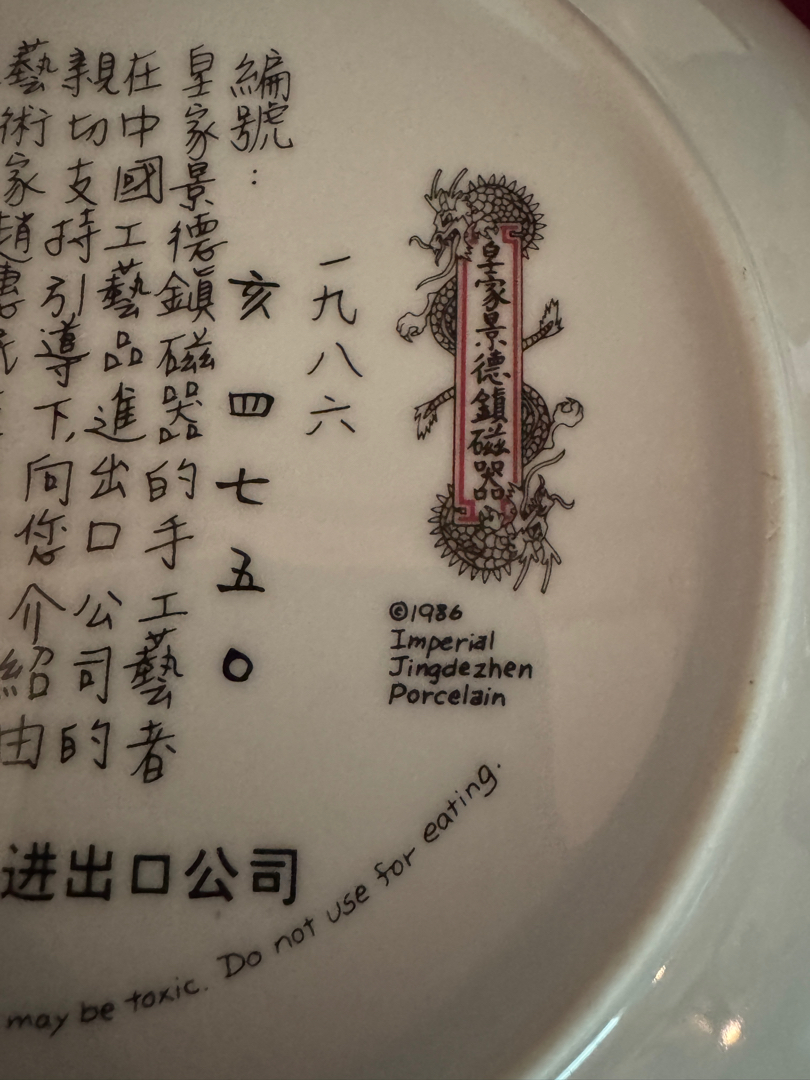 皇家景德鎮磁器
©1986
Imperial
Jingdezhen
Porcelain
一九八六
編號: 亥四七五〇
皇家景德鎮磁器的手工藝者
在中國工藝品進出口公司的
親切支持引導下,向您介紹由
藝術家趙
进出口公司
may be toxic. Do not use for eating.